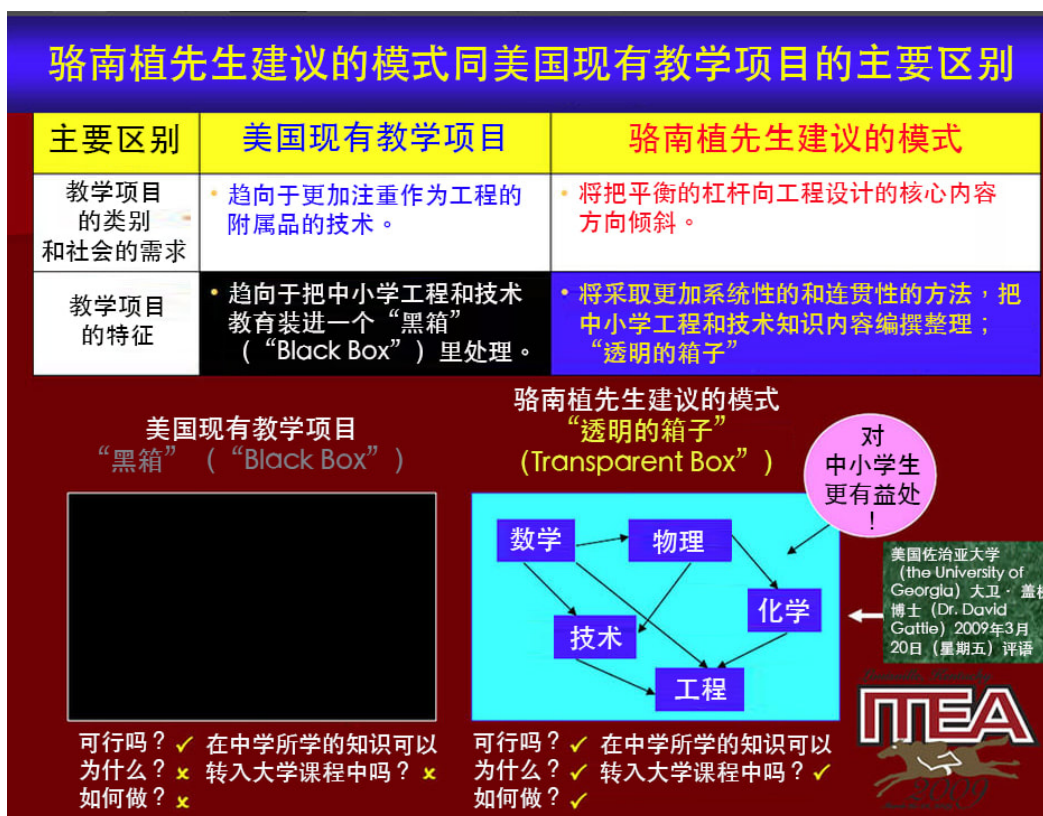 骆南植先生建议的模式同美国现有教学项目的主要区别
主要区别
美国现有教学项目
骆南植先生建议的模式
教学项目
的类别
和社会的需求
• 趋向于更加注重作为工程的
附属品的技术。
• 将把平衡的杠杆向工程设计的核心内容
方向倾斜。
教学项目
的特征
• 趋向于把中小学工程和技术
教育装进一个“黑箱”
(“Black Box”)里处理。
• 将采取更加系统性的和连贯性的方法，把
中小学工程和技术知识内容编撰整理；
“透明的箱子”
美国现有教学项目
“黑箱” (“Black Box”)
骆南植先生建议的模式
“透明的箱子”
(Transparent Box”)
对
中小学生
更有益处
！
数学
物理
化学
技术
工程
美国佐治亚大学
(the University of
Georgia) 大卫·盖
博士 (Dr. David
Gattie) 2009年3月
20日 (星期五) 评语
ITEA
2009
可行吗？✓
为什么？×
如何做？×
在中学所学的知识可以
转入大学课程中吗？×
可行吗？✓
为什么？✓
如何做？✓
在中学所学的知识可以
转入大学课程中吗？✓